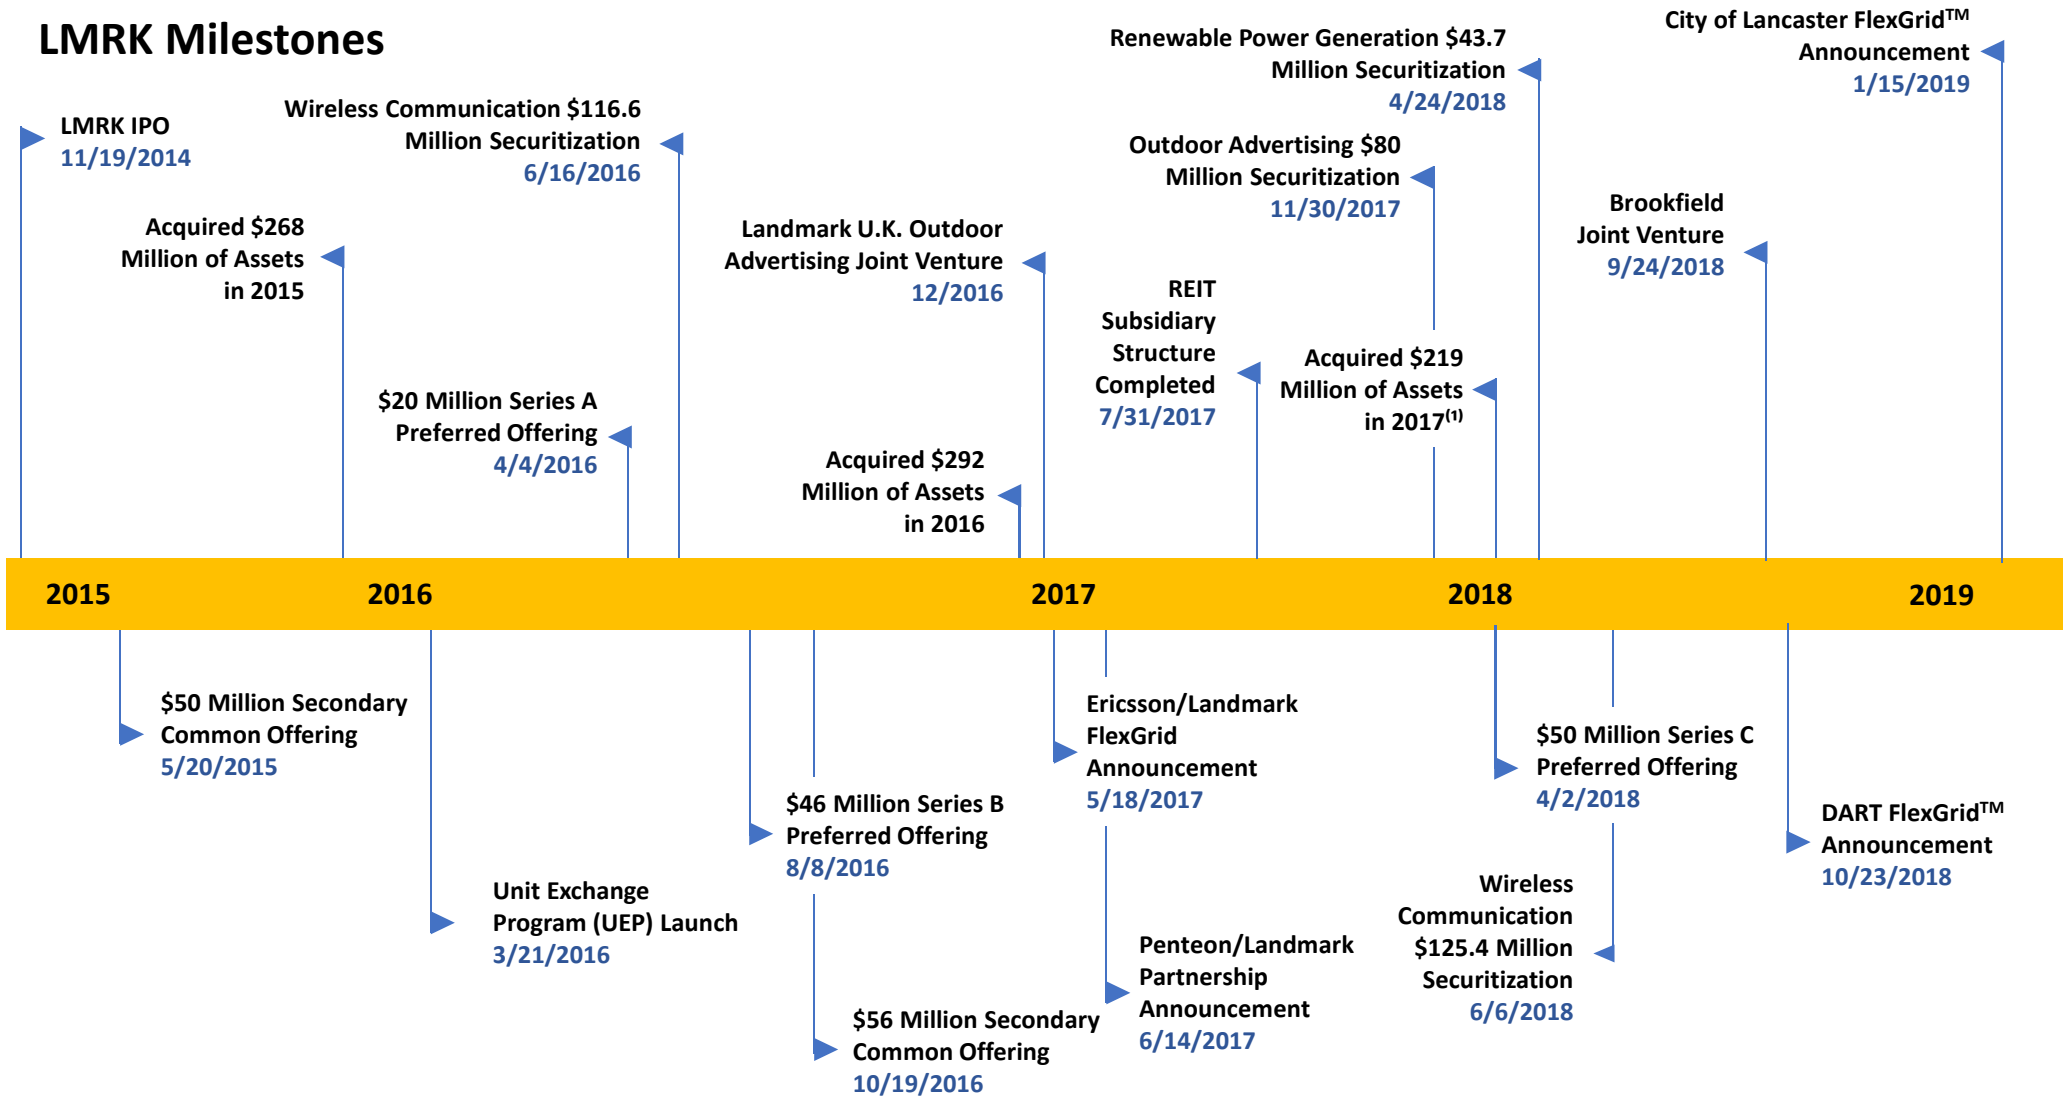 LMRK Milestones
LMRK IPO
11/19/2014
Acquired $268
Million of Assets
in 2015
Wireless Communication $116.6
Million Securitization
6/16/2016
$20 Million Series A
Preferred Offering
4/4/2016
Landmark U.K. Outdoor
Advertising Joint Venture
12/2016
Acquired $292
Million of Assets
in 2016
REIT
Subsidiary
Structure
Completed
7/31/2017
Renewable Power Generation $43.7
Million Securitization
4/24/2018
Outdoor Advertising $80
Million Securitization
11/30/2017
Acquired $219
Million of Assets
in 2017⁽¹⁾
Brookfield
Joint Venture
9/24/2018
City of Lancaster FlexGrid™
Announcement
1/15/2019
2015 2016 2017 2018 2019
$50 Million Secondary
Common Offering
5/20/2015
Unit Exchange
Program (UEP) Launch
3/21/2016
$46 Million Series B
Preferred Offering
8/8/2016
$56 Million Secondary
Common Offering
10/19/2016
Ericsson/Landmark
FlexGrid
Announcement
5/18/2017
Penteon/Landmark
Partnership
Announcement
6/14/2017
$50 Million Series C
Preferred Offering
4/2/2018
Wireless
Communication
$125.4 Million
Securitization
6/6/2018
DART FlexGrid™
Announcement
10/23/2018